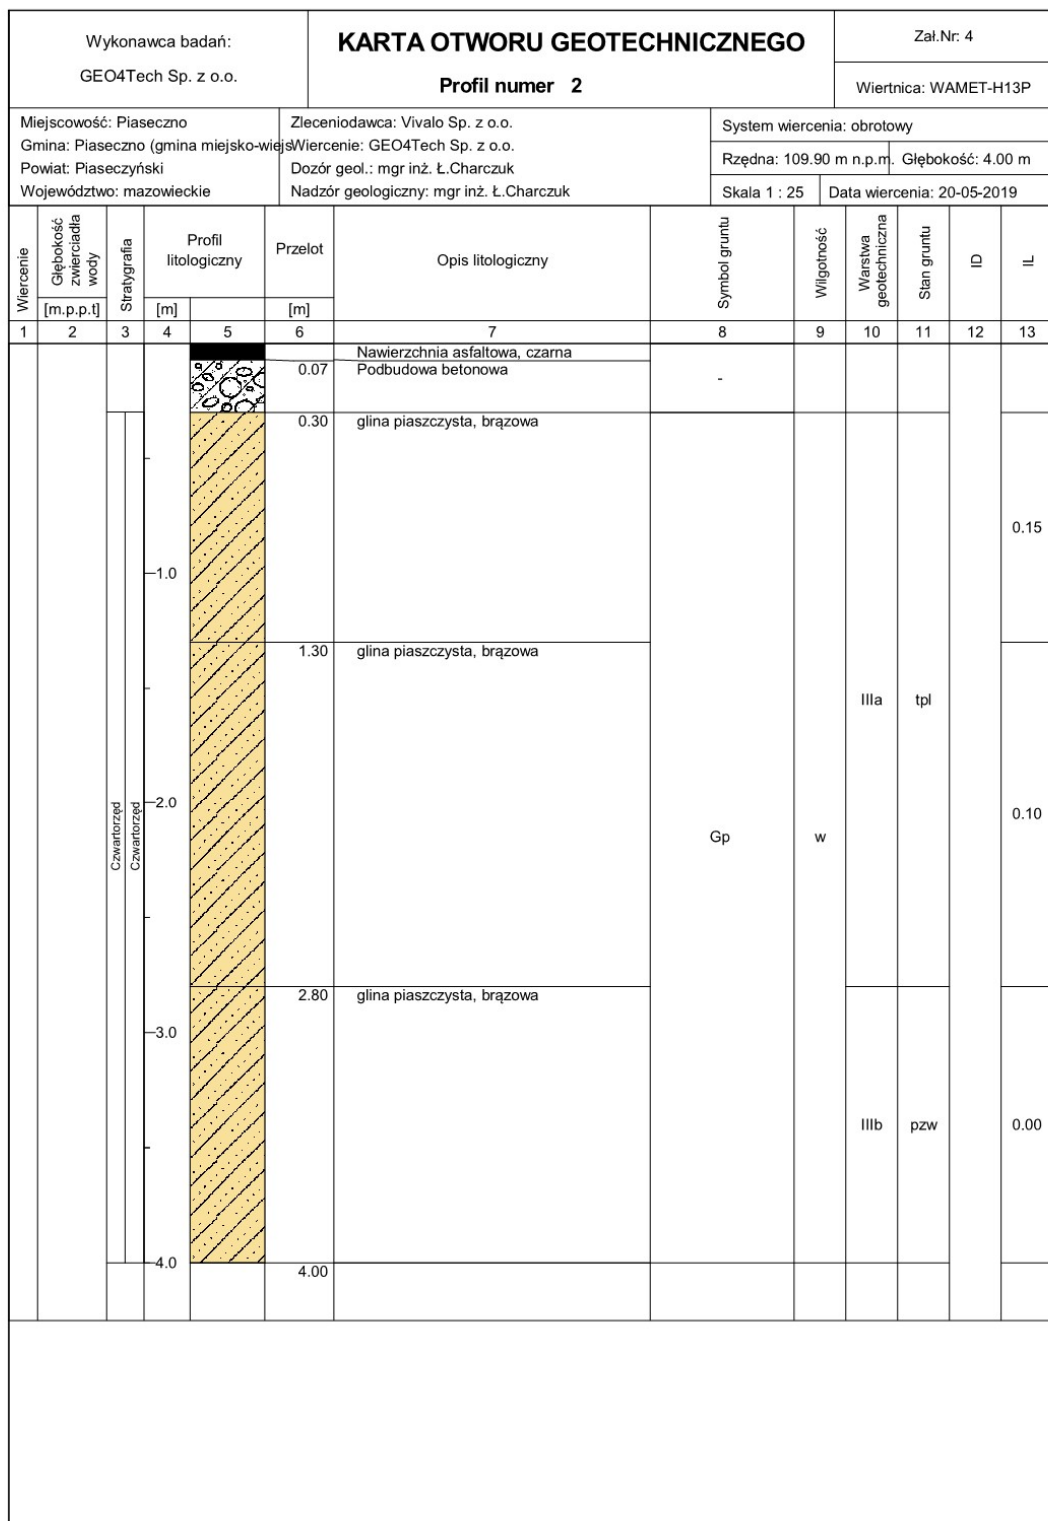 Wykonawca badań:
GEO4Tech Sp. z o.o.
KARTA OTWORU GEOTECHNICZNEGO
Profil numer 2
Zał.Nr: 4
Wiertnica: WAMET-H13P
Miejscowość: Piaseczno
Gmina: Piaseczno (gmina miejsko-wiejs
Powiat: Piaseczyński
Województwo: mazowieckie
Zleceniodawca: Vivalo Sp. z o.o.
Wiercenie: GEO4Tech Sp. z o.o.
Dozór geol.: mgr inż. Ł.Charczuk
Nadzór geologiczny: mgr inż. Ł.Charczuk
System wiercenia: obrotowy
Rzędna: 109.90 m n.p.m. Głębokość: 4.00 m
Skala 1 : 25 Data wiercenia: 20-05-2019
Wiercenie
Głębokość
zwierciadła
wody
[m.p.p.t]
Stratygrafia
Profil
litologiczny
[m]
Przelot
[m]
Opis litologiczny
Symbol gruntu
Wilgotność
Warstwa
geotechniczna
Stan gruntu
ID
IL
1 2 3 4 5 6 7 8 9 10 11 12 13
Nawierzchnia asfaltowa, czarna
0.07 Podbudowa betonowa
-
0.30 glina piaszczysta, brązowa
0.15
1.0
1.30 glina piaszczysta, brązowa
IIIa tpl
2.0
0.10
Czwartorzęd
Czwartorzęd
Gp w
2.80 glina piaszczysta, brązowa
3.0
IIIb pzw 0.00
4.0
4.00